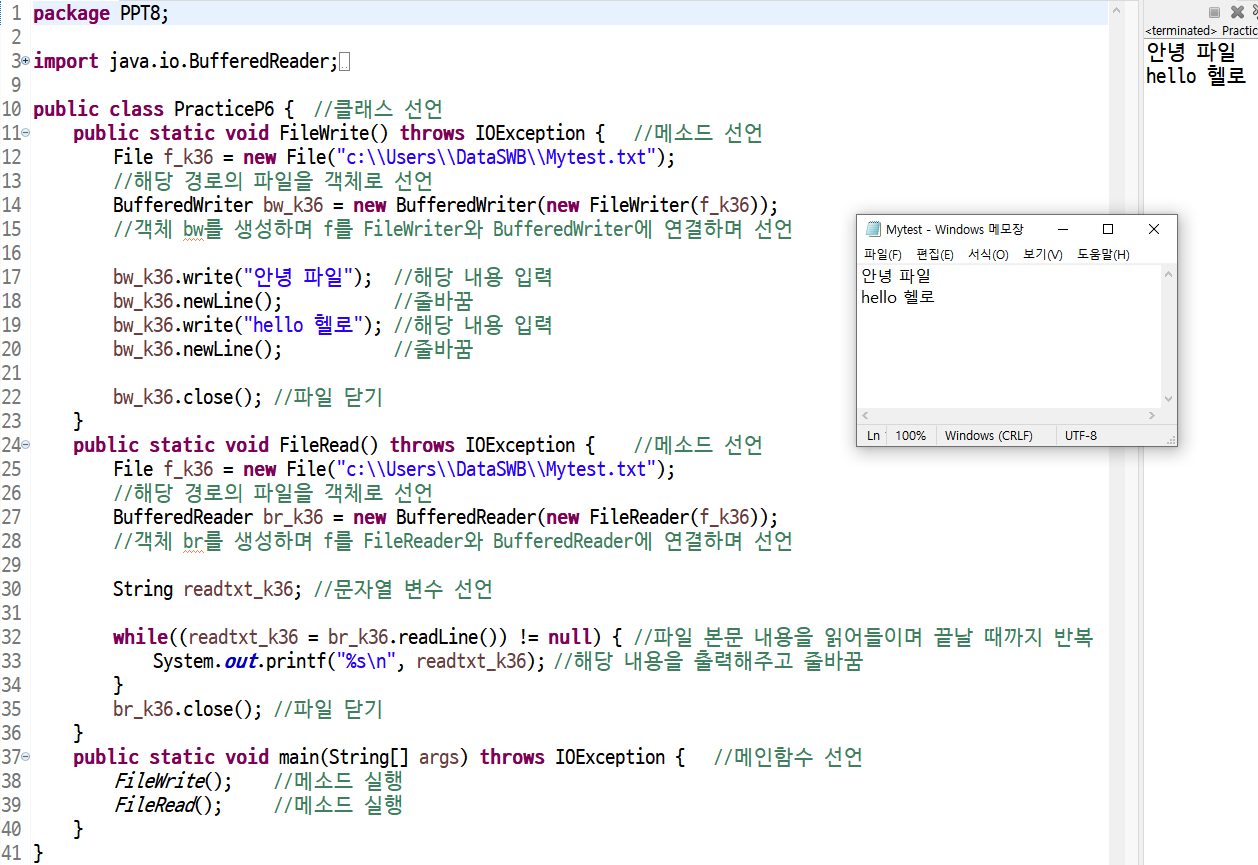 1 package PPT8;
2
3 import java.io.BufferedReader;
9
10 public class PracticeP6 { //클래스 선언
11 public static void FileWrite() throws IOException { //메소드 선언
12 File f_k36 = new File("c:\\Users\\DataSWB\\Mytest.txt");
13 //해당 경로의 파일을 객체로 선언
14 BufferedWriter bw_k36 = new BufferedWriter(new FileWriter(f_k36));
15 //객체 bw를 생성하며 f를 FileWriter와 BufferedWriter에 연결하며 선언
16
17 bw_k36.write("안녕 파일"); //해당 내용 입력
18 bw_k36.newLine(); //줄바꿈
19 bw_k36.write("hello 헬로"); //해당 내용 입력
20 bw_k36.newLine(); //줄바꿈
21
22 bw_k36.close(); //파일 닫기
23 }
24 public static void FileRead() throws IOException { //메소드 선언
25 File f_k36 = new File("c:\\Users\\DataSWB\\Mytest.txt");
26 //해당 경로의 파일을 객체로 선언
27 BufferedReader br_k36 = new BufferedReader(new FileReader(f_k36));
28 //객체 br를 생성하며 f를 FileReader와 BufferedReader에 연결하며 선언
29
30 String readtxt_k36; //문자열 변수 선언
31
32 while((readtxt_k36 = br_k36.readLine()) != null) { //파일 본문 내용을 읽어들이며 끝날 때까지 반복
33 System.out.printf("%s\n", readtxt_k36); //해당 내용을 출력해주고 줄바꿈
34 }
35 br_k36.close(); //파일 닫기
36 }
37 public static void main(String[] args) throws IOException { //메인함수 선언
38 FileWrite(); //메소드 실행
39 FileRead(); //메소드 실행
40 }
41 }
<terminated> Practic
안녕 파일
hello 헬로
Mytest - Windows 메모장
파일(F) 편집(E) 서식(O) 보기(V) 도움말(H)
안녕 파일
hello 헬로
Ln 100% Windows (CRLF) UTF-8